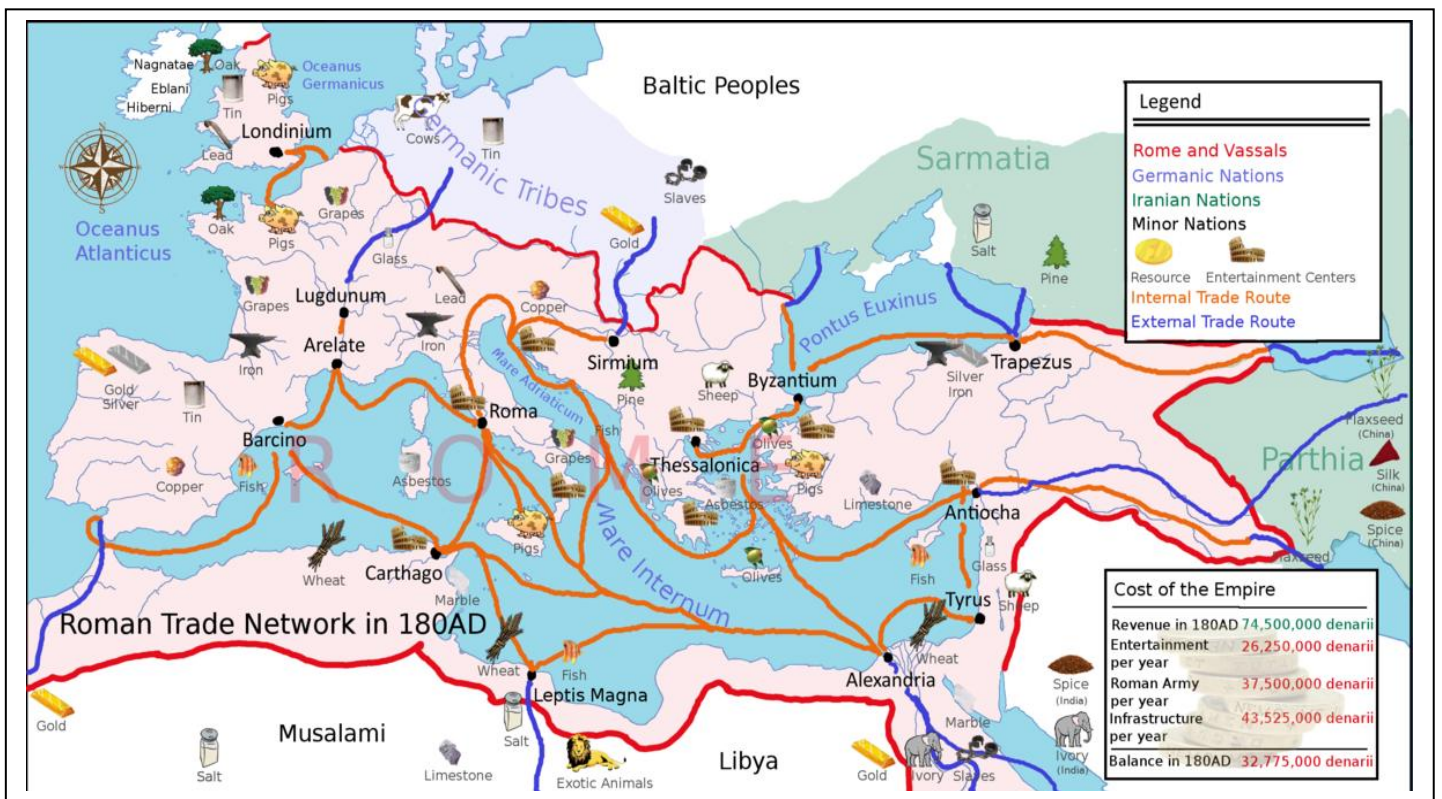 Nagnatae
Oak
Eblani
Hiberni
Tin
Pigs
Oceanus
Germanicus
Londinium
Lead
Baltic Peoples
Cows
Tin
Germanic Tribes
Slaves
Gold
Sarmatia
Salt
Pine
Legend
Rome and Vassals
Germanic Nations
Iranian Nations
Minor Nations
Resource
Entertainment Centers
Internal Trade Route
External Trade Route
Oceanus
Atlanticus
Oak
Pigs
Grapes
Glass
Grapes
Lugdunum
Lead
Copper
Iron
Arelate
Iron
Gold
Silver
Tin
Barcino
Copper
Fish
Roma
Asbestos
Mare Adriaticum
Sirmium
Pine
Sheep
Fish
Grapes
Pontus Euxinus
Byzantium
Trapezus
Silver
Iron
Olives
Thessalonica
Olives
Asbestos
Pigs
Limestone
Antiocha
Parthia
Flaxseed
(China)
Silk
(China)
Spice
(China)
Flaxseed
ROME
Wheat
Carthago
Marble
Pigs
Mare Internum
Olives
Fish
Glass
Tyrus
Sheep
Roman Trade Network in 180AD
Wheat
Fish
Leptis Magna
Wheat
Alexandria
Marble
Spice
(India)
Ivory
(India)
Gold
Musalami
Salt
Salt
Limestone
Exotic Animals
Libya
Gold
Ivory
Slaves
Cost of the Empire
Revenue in 180AD 74,500,000 denarii
Entertainment
per year 26,250,000 denarii
Roman Army
per year 37,500,000 denarii
Infrastructure
per year 43,525,000 denarii
Balance in 180AD 32,775,000 denarii